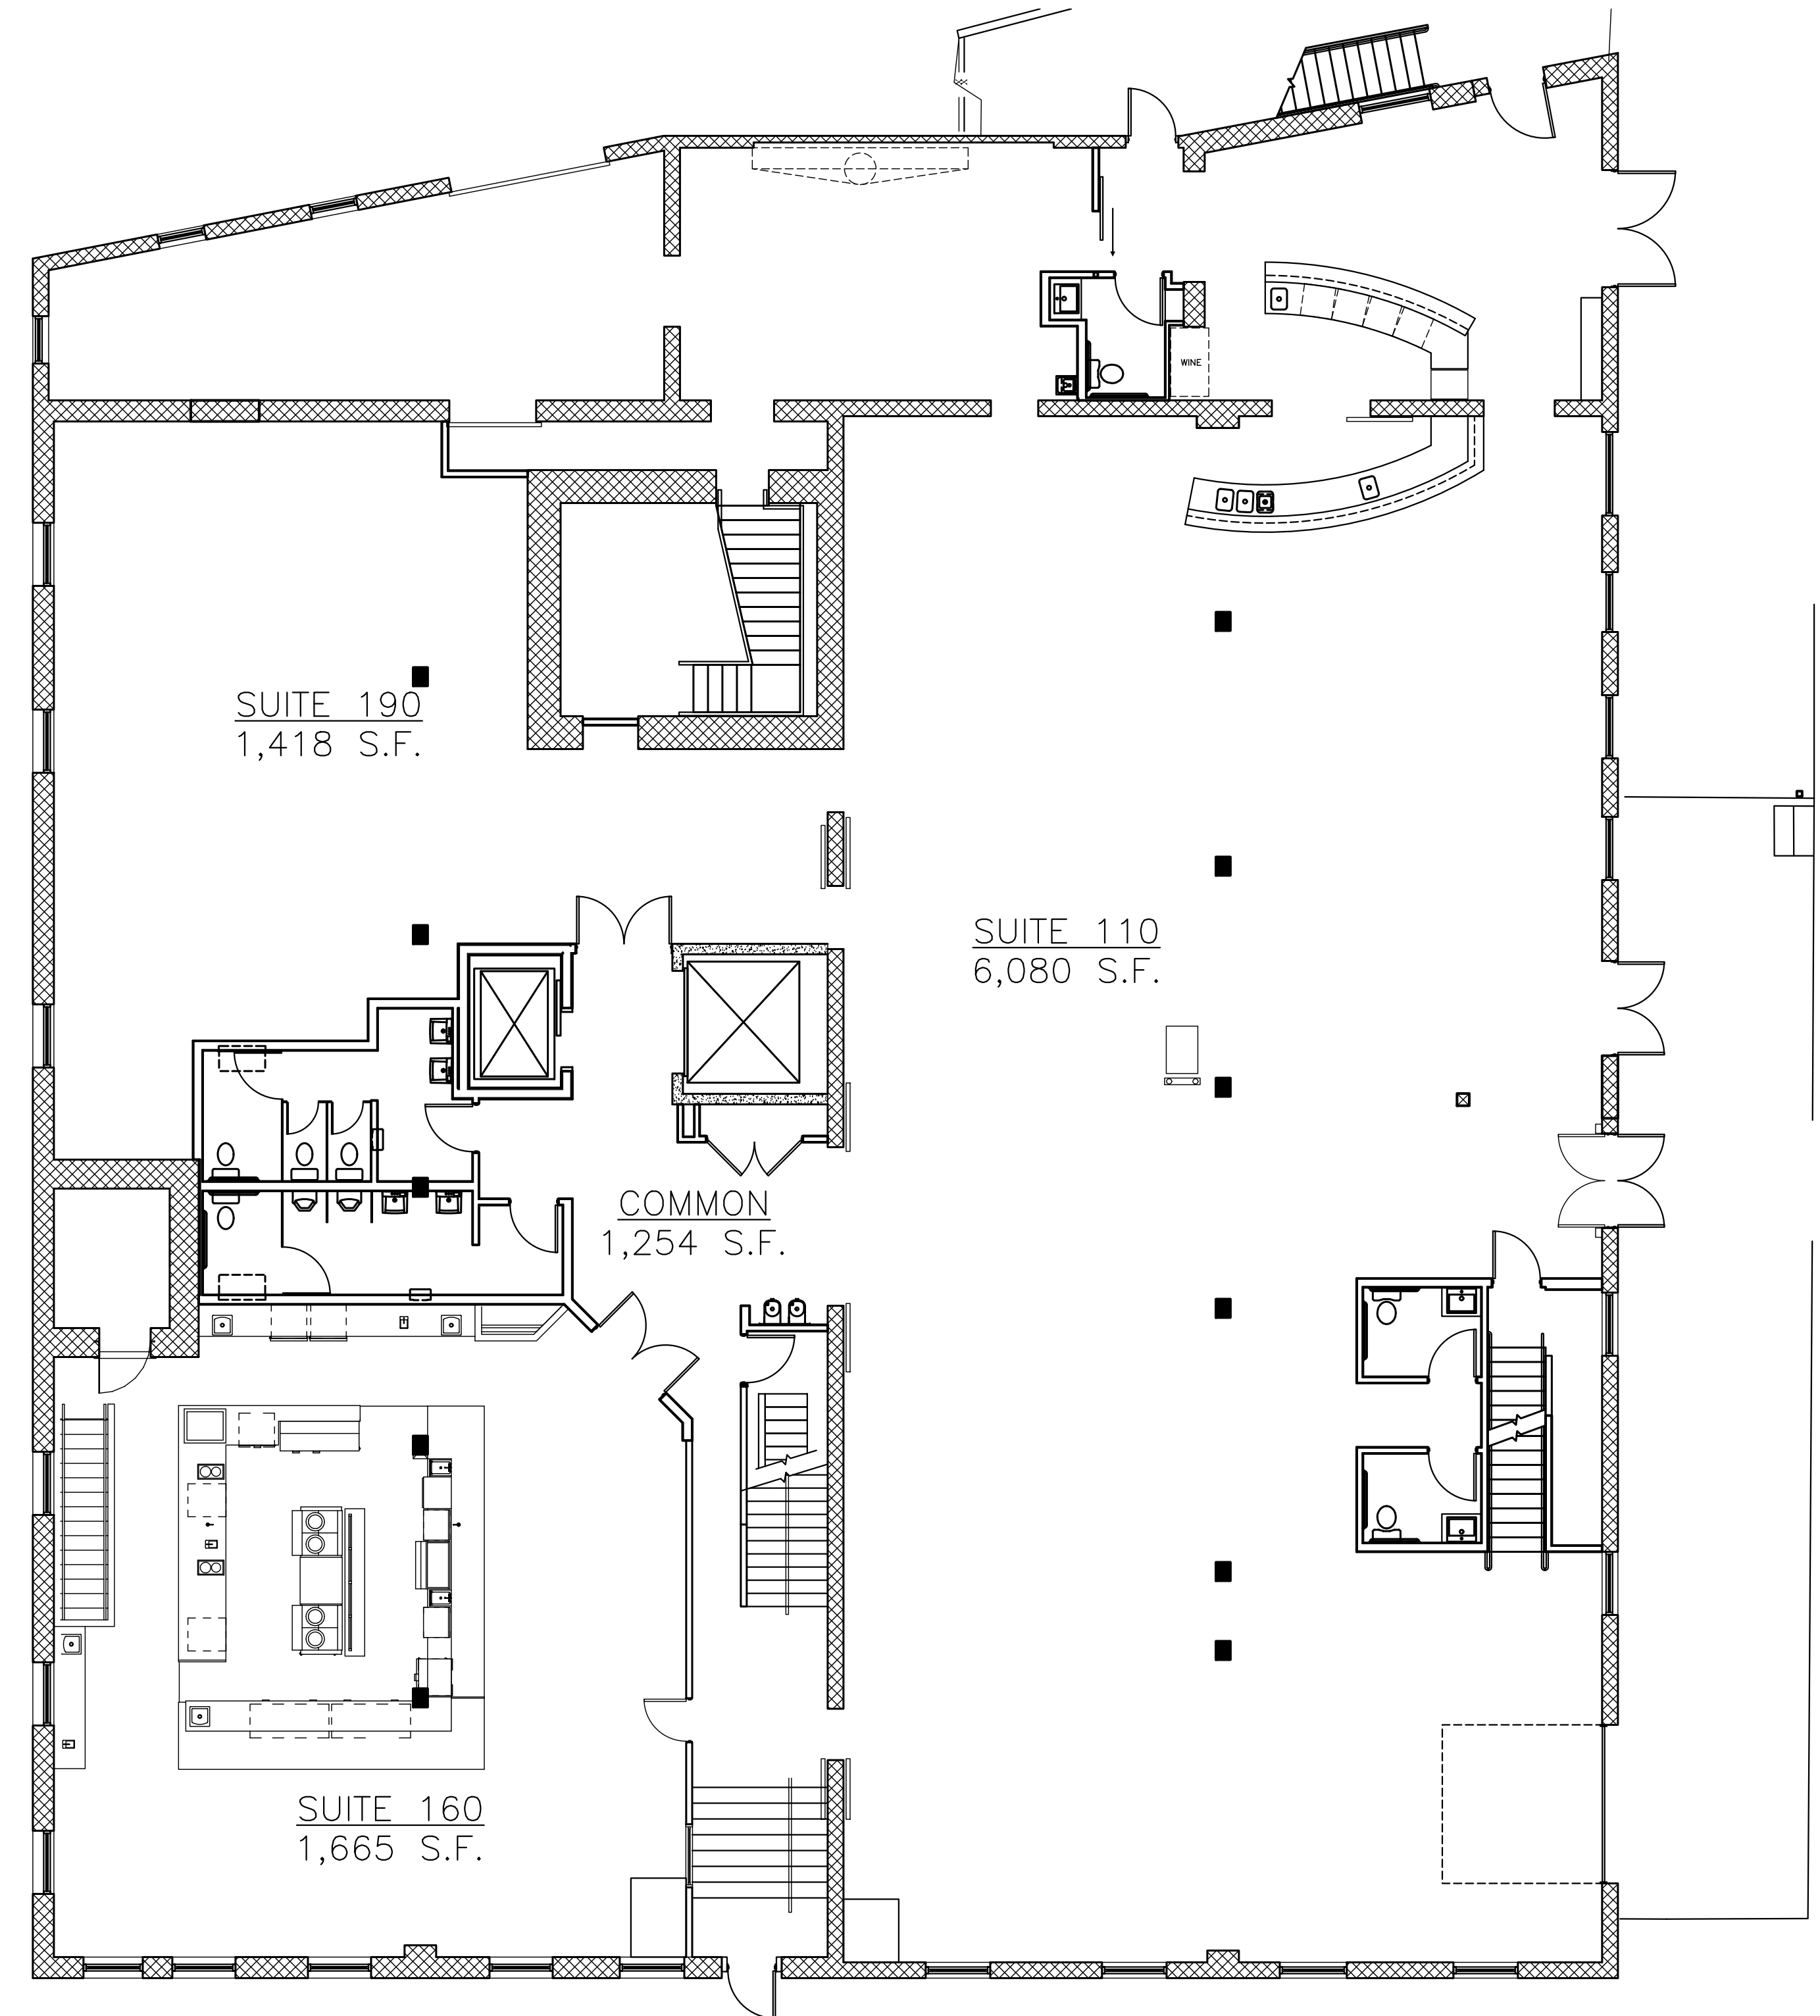 WINE
SUITE 190
1,418 S.F.
SUITE 110
6,080 S.F.
COMMON
1,254 S.F.
SUITE 160
1,665 S.F.